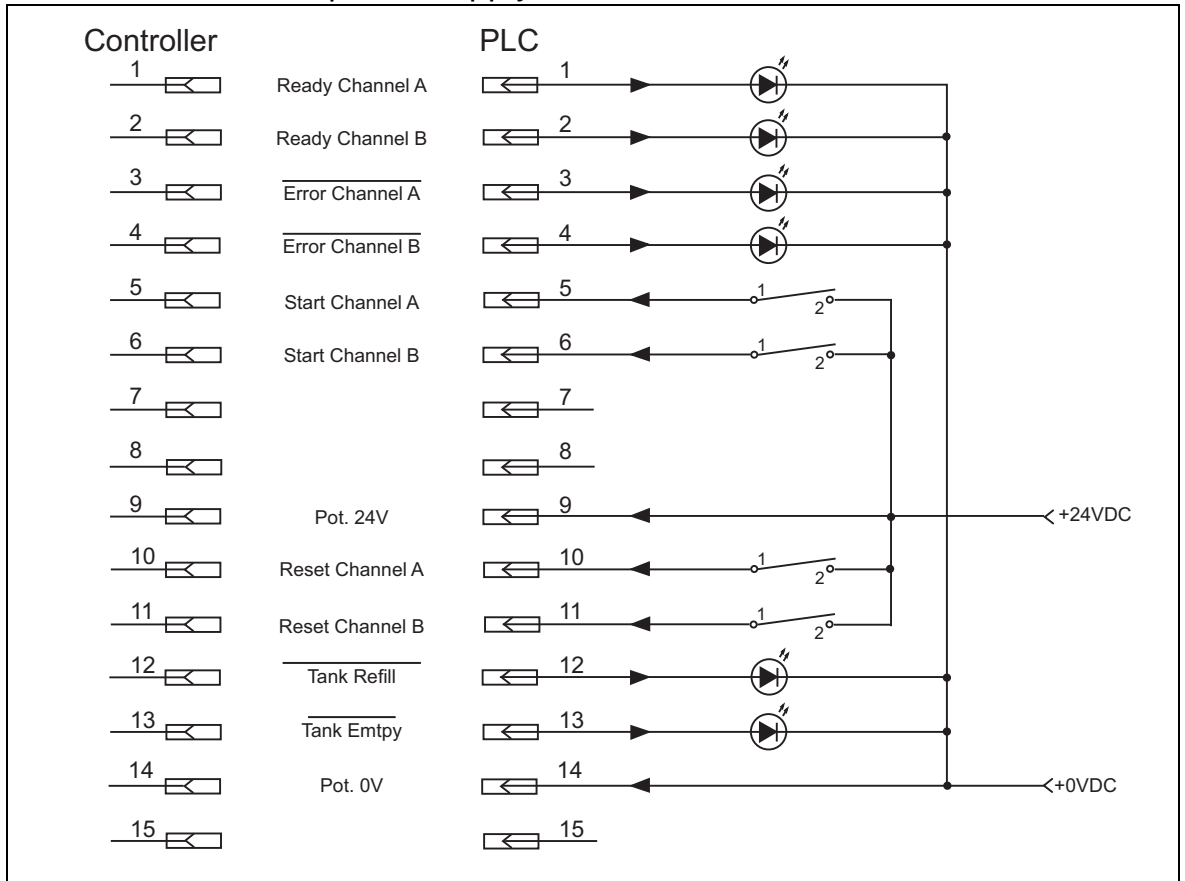 Controller PLC
1 Ready Channel A 1
2 Ready Channel B 2
3 Error Channel A 3
4 Error Channel B 4
5 Start Channel A 5 1 2
6 Start Channel B 6 1 2
7 7
8 8
9 Pot. 24V 9 +24VDC
10 Reset Channel A 10 1 2
11 Reset Channel B 11 1 2
12 Tank Refill 12
13 Tank Emtpy 13
14 Pot. 0V 14 +0VDC
15 15